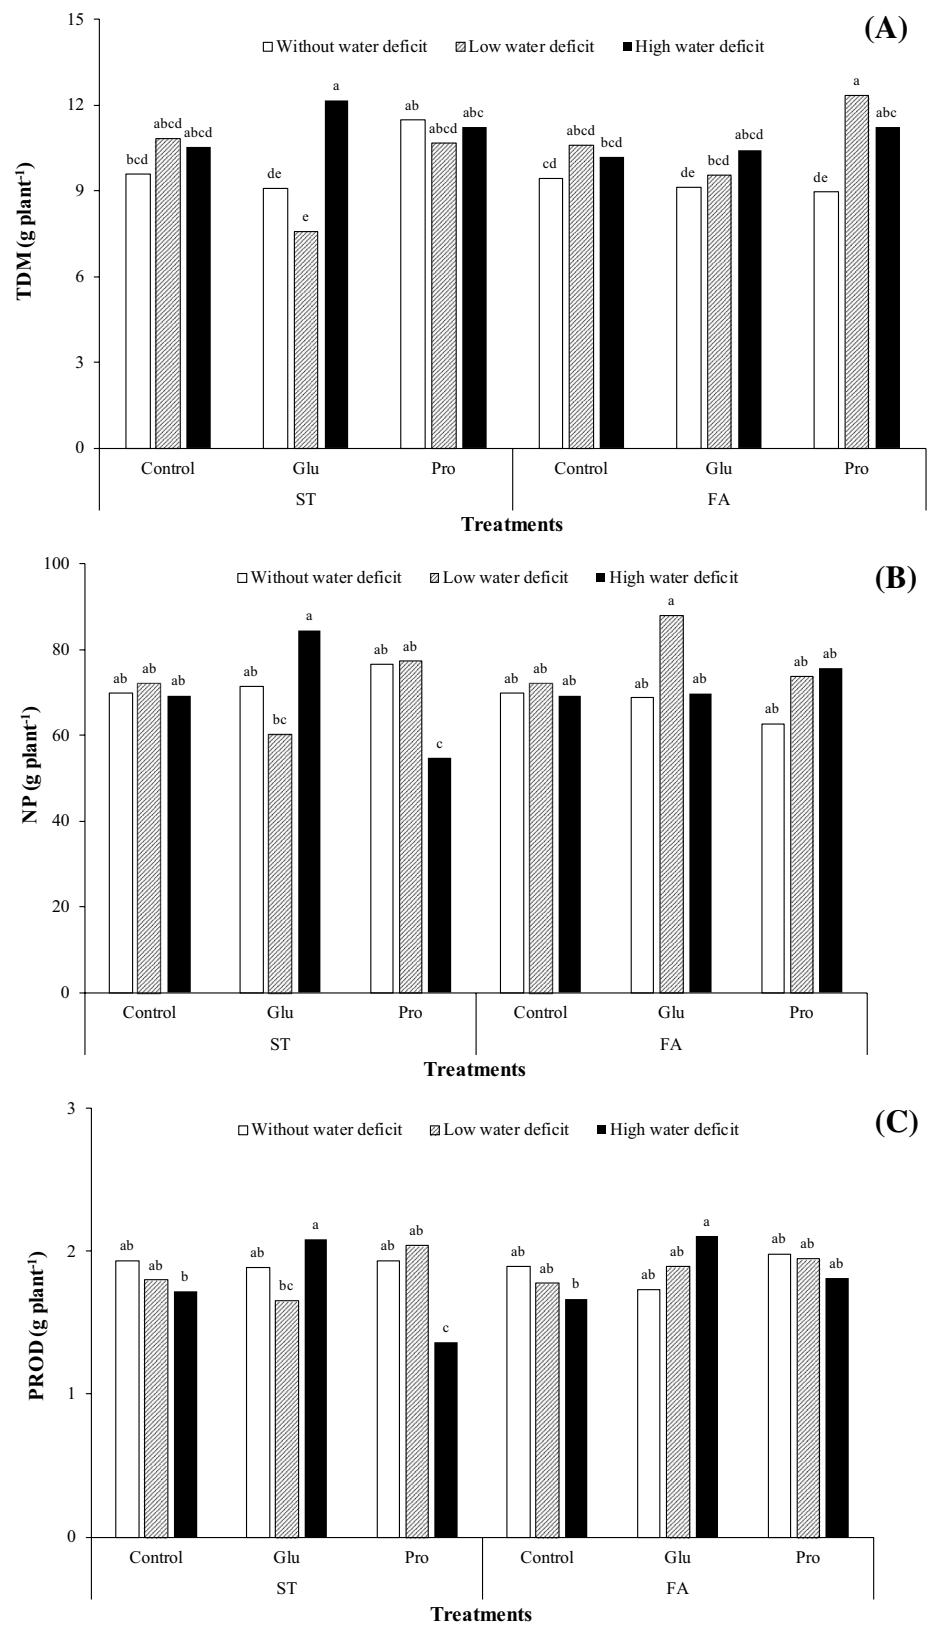 (A)
15
Without water deficit Low water deficit High water deficit
12
9
6
3
0
TDM (g plant-1)
bcd abcd abcd de e a ab abcd abc cd abcd bcd de bcd abcd de a abc
Control Glu Pro Control Glu Pro
ST FA
Treatments
(B)
100
Without water deficit Low water deficit High water deficit
80
60
40
20
0
NP (g plant-1)
ab ab ab ab bc a ab ab c ab ab ab ab a ab ab ab ab
Control Glu Pro Control Glu Pro
ST FA
Treatments
(C)
3
Without water deficit Low water deficit High water deficit
2
1
0
PROD (g plant-1)
ab ab b ab bc a ab ab c ab ab b ab ab a ab ab ab
Control Glu Pro Control Glu Pro
ST FA
Treatments